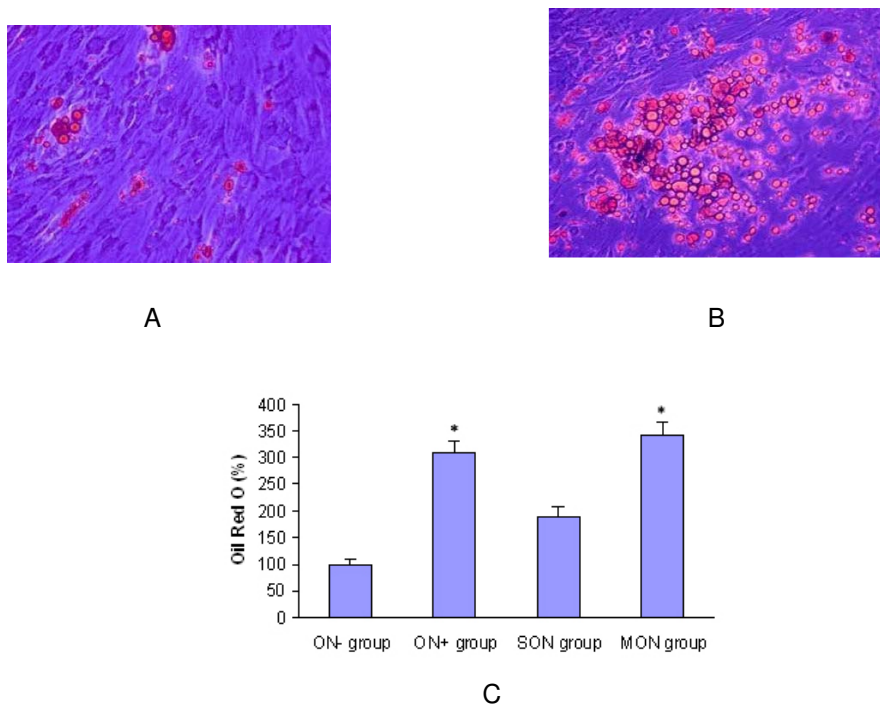 A
B
400
350
300
250
200
150
100
50
0
Oil Red O (%)
*
*
ON- group
ON+ group
SON group
MON group
C